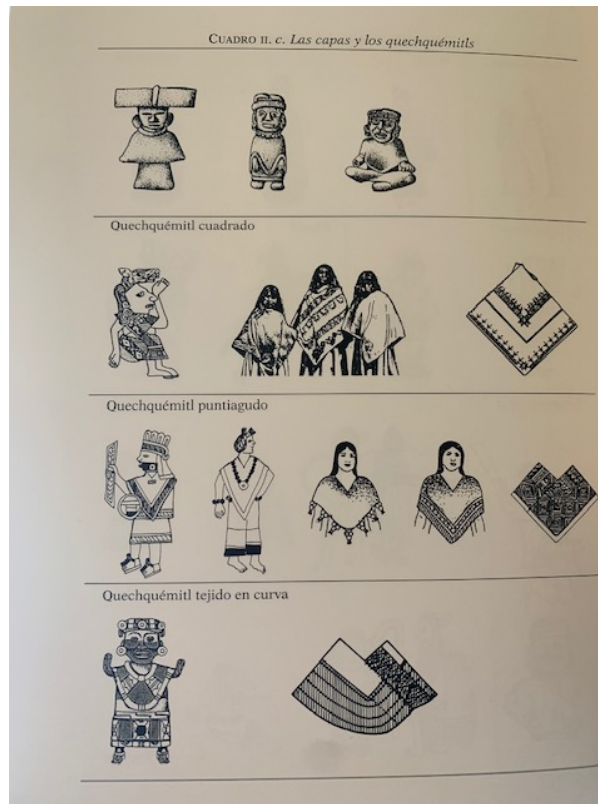 CUADRO II. c. Las capas y los quechquémitls
Quechquémitl cuadrado
Quechquémitl puntiagudo
Quechquémitl tejido en curva